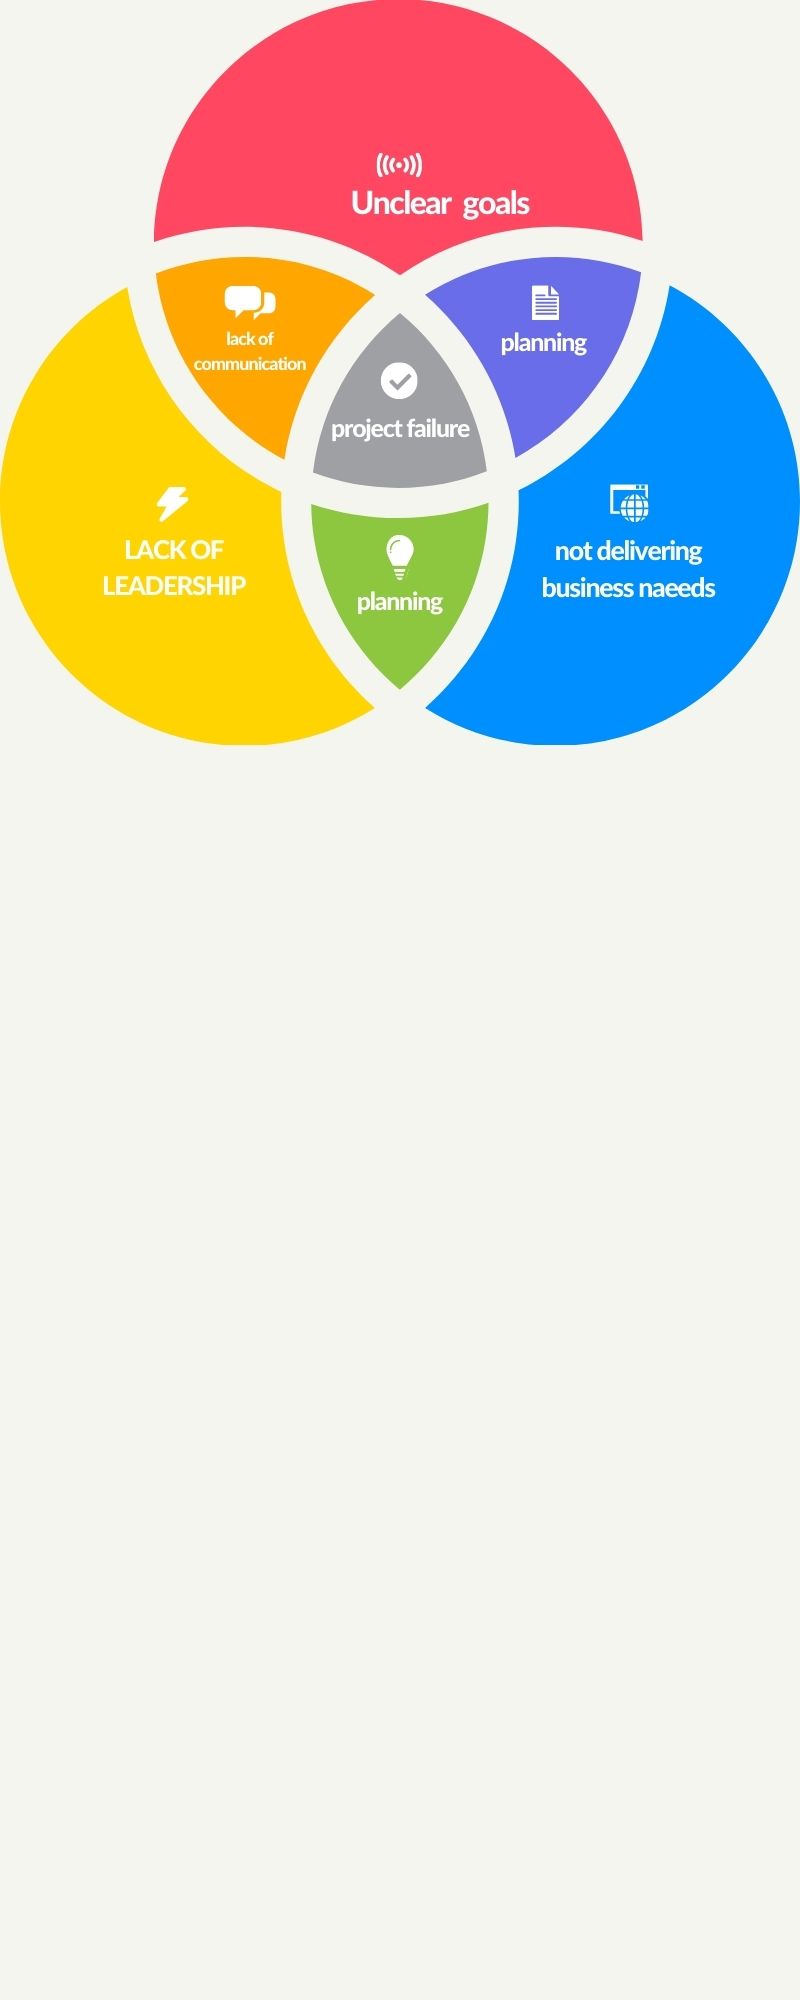 Unclear goals
lack of
communication
planning
project failure
LACK OF
LEADERSHIP
not delivering
business naeeds
planning